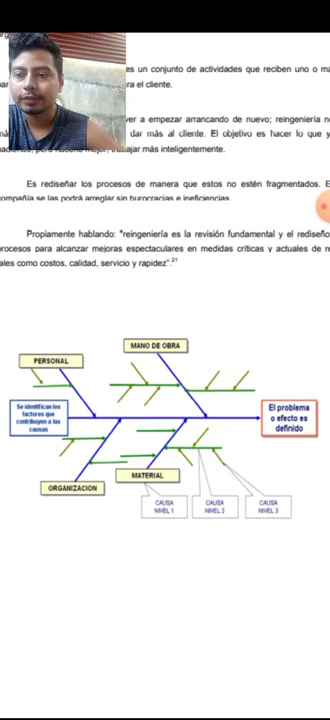 es un conjunto de actividades que reciben uno o
ra el cliente.
ver a empezar arrancando de nuevo; reingeniería
dar más al cliente. El objetivo es hacer lo que
mejor, trabajar más inteligentemente.
Es rediseñar los procesos de manera que estos no estén fragmentados.
compañía se las podrá arreglar sin burocracias e ineficiencias
Propiamente hablando: "reingeniería es la revisión fundamental y el rediseño
procesos para alcanzar mejoras espectaculares en medidas críticas y actuales de
ales como costos, calidad, servicio y rapidez".21
MANO DE OBRA
PERSONAL
Se identifican los
factores que
contribuyen a las
causas
El problema
o efecto es
definido
MATERIAL
ORGANIZACION
CAUSA
NIVEL 1
CAUSA
NIVEL 2
CAUSA
NIVEL 3